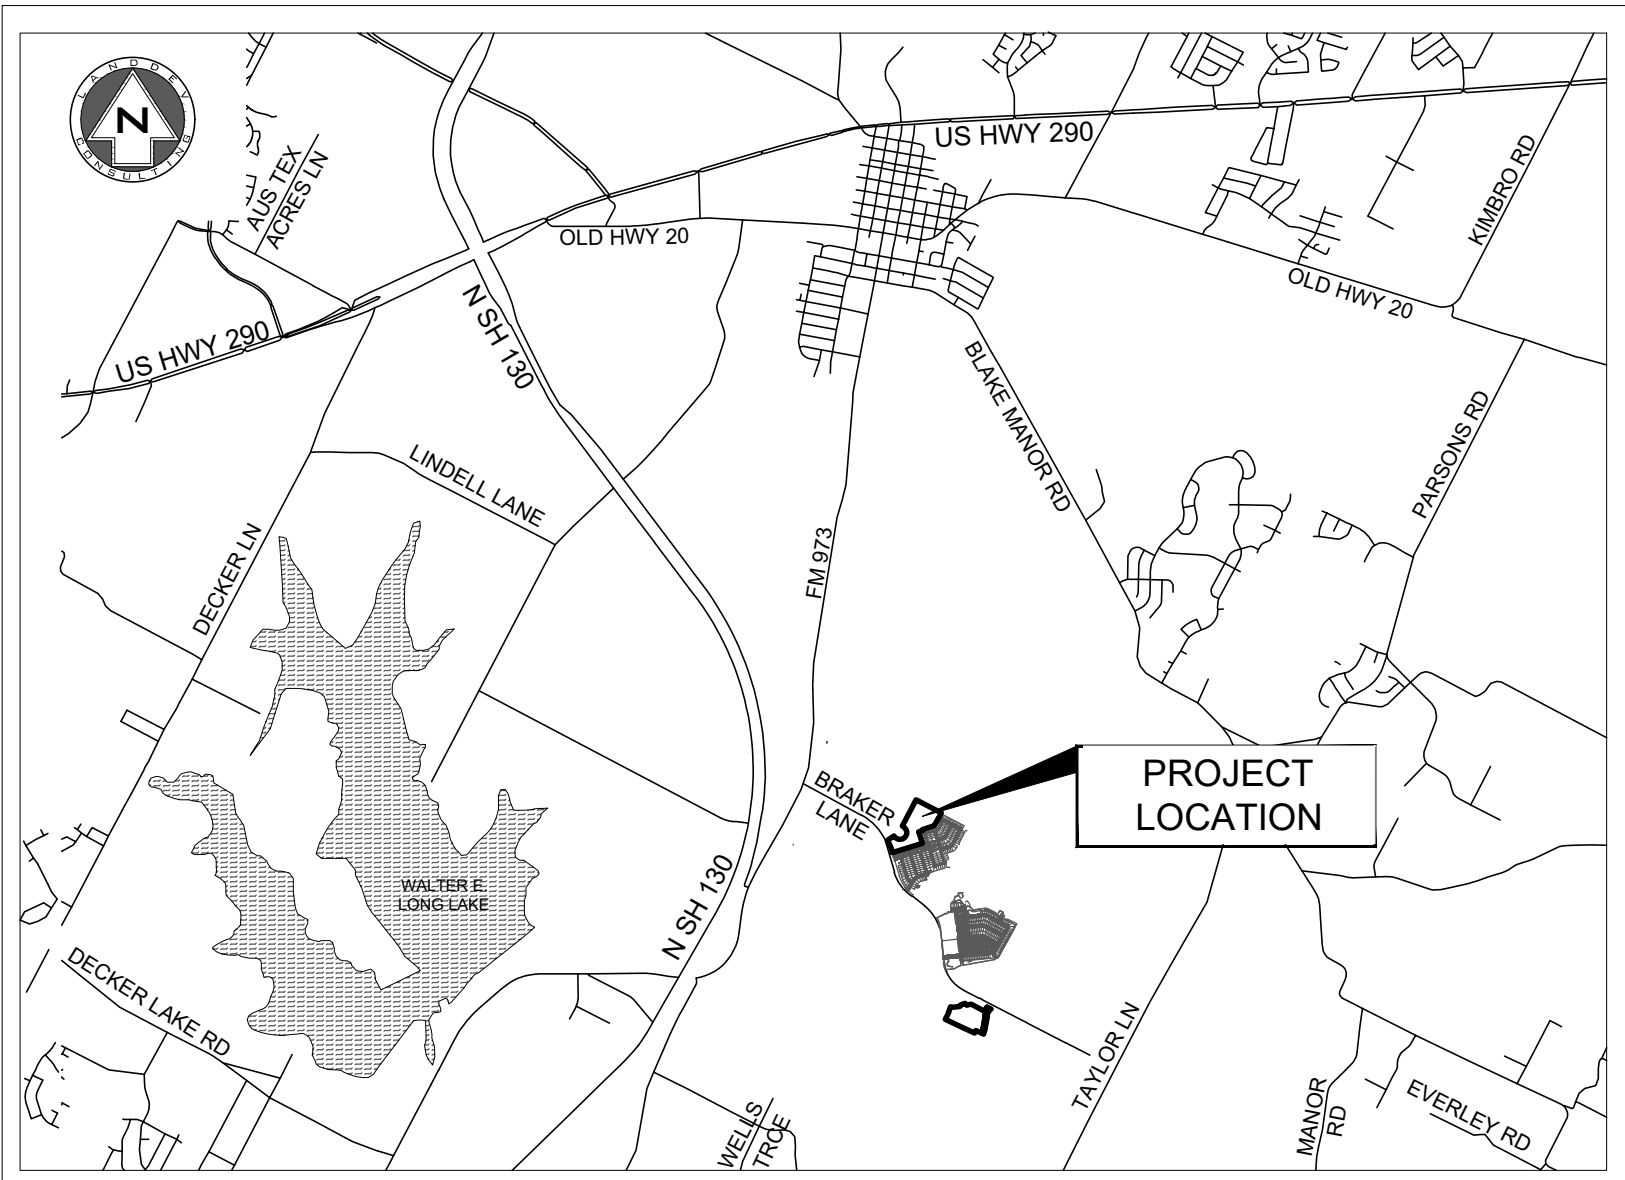 LANDDEV
CONSULTING
N
AUS TEX
ACRES LN
US HWY 290
KIMBRO RD
OLD HWY 20
OLD HWY 20
N SH 130
US HWY 290
BLAKE MANOR RD
PARSONS RD
LINDELL LANE
DECKER LN
FM 973
BRAKER
LANE
PROJECT
LOCATION
WALTER E.
LONG LAKE
N SH 130
DECKER LAKE RD
TAYLOR LN
WELLS
TRCE
MANOR
RD
EVERLEY RD